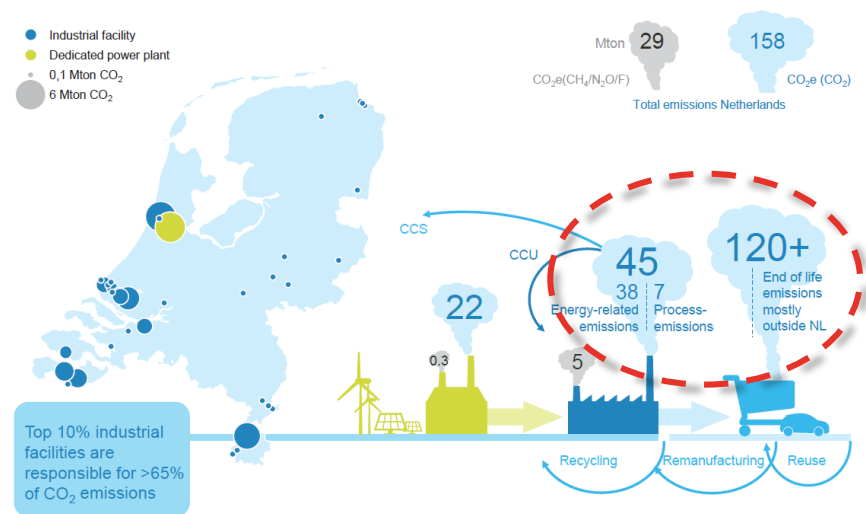 Industrial facility
Dedicated power plant
0,1 Mton CO₂
6 Mton CO₂
Mton
29
158
CO₂e(CH₄/N₂O/F)
CO₂e (CO₂)
Total emissions Netherlands
CCS
CCU
45
38
7
Energy-related
emissions
Process-
emissions
120+
End of life
emissions
mostly
outside NL
22
0.3
5
Top 10% industrial
facilities are
responsible for >65%
of CO₂ emissions
Recycling
Remanufacturing
Reuse